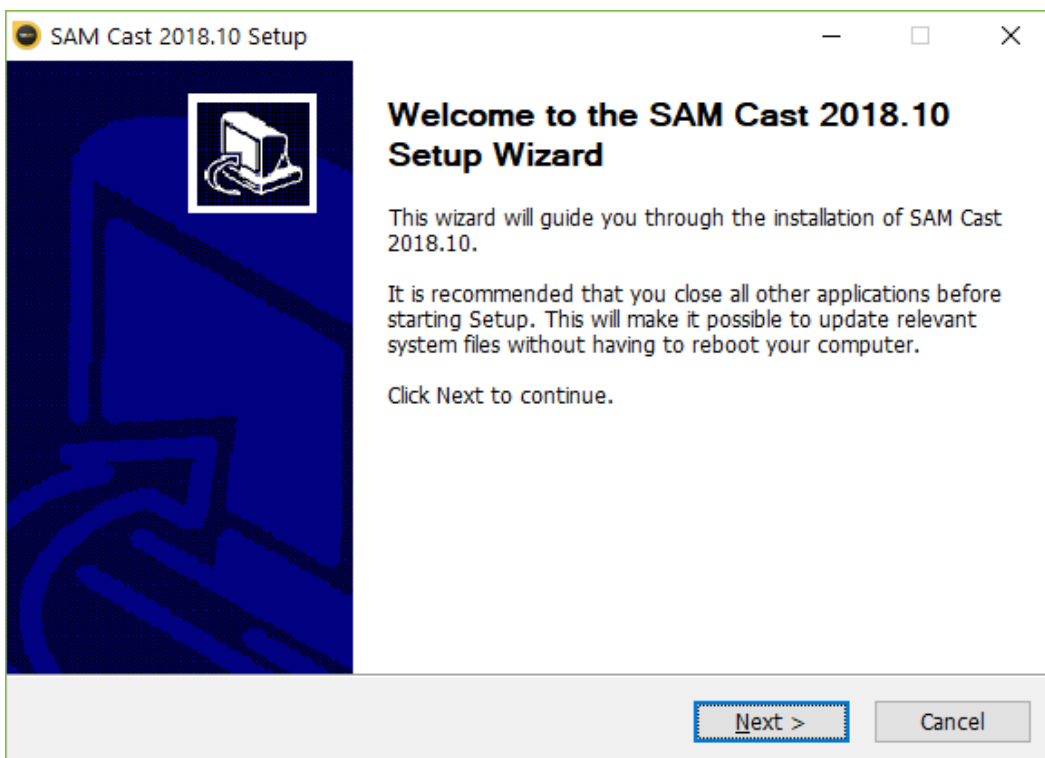 SAM Cast 2018.10 Setup
Welcome to the SAM Cast 2018.10
Setup Wizard
This wizard will guide you through the installation of SAM Cast
2018.10.
It is recommended that you close all other applications before
starting Setup. This will make it possible to update relevant
system files without having to reboot your computer.
Click Next to continue.
Next >
Cancel